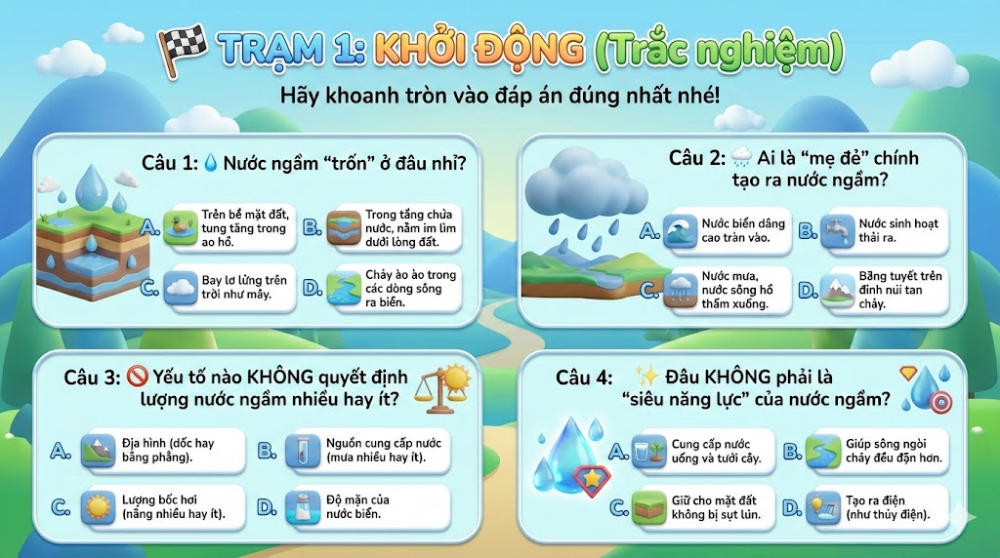 TRẠM 1: KHỞI ĐỘNG (Trắc nghiệm)
Hãy khoanh tròn vào đáp án đúng nhất nhé!
Câu 1: 💧 Nước ngầm “trốn” ở đâu nhỉ?
A. Trên bề mặt đất,
tung tăng trong
ao hồ.
B. Trong tầng chứa
nước, nằm im lìm
dưới lòng đất.
C. Bay lơ lửng trên
trời như mây.
D. Chảy ào ào trong
các dòng sông
ra biển.
Câu 2: 🌧️ Ai là “mẹ đẻ” chính
tạo ra nước ngầm?
A. Nước biển dâng
cao tràn vào.
B. Nước sinh hoạt
thải ra.
C. Nước mưa,
nước sông hồ
thấm xuống.
D. Băng tuyết trên
đỉnh núi tan
chảy.
Câu 3: 🚫 Yếu tố nào KHÔNG quyết định
lượng nước ngầm nhiều hay ít?
A. Địa hình (dốc hay
bằng phẳng).
B. Nguồn cung cấp nước
(mưa nhiều hay ít).
C. Lượng bốc hơi
(nắng nhiều hay ít).
D. Độ mặn của
nước biển.
Câu 4: ✨ Đâu KHÔNG phải là
“siêu năng lực” của nước ngầm?
A. Cung cấp nước
uống và tưới cây.
B. Giúp sông ngòi
chảy đều đặn hơn.
C. Giữ cho mặt đất
không bị sụt lún.
D. Tạo ra điện
(như thủy điện).